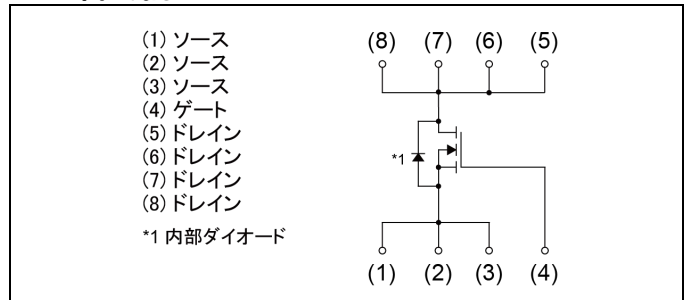 (1) ソース
(2) ソース
(3) ソース
(4) ゲート
(5) ドレイン
(6) ドレイン
(7) ドレイン
(8) ドレイン
*1 内部ダイオード
(8) (7) (6) (5)
*1
(1) (2) (3) (4)